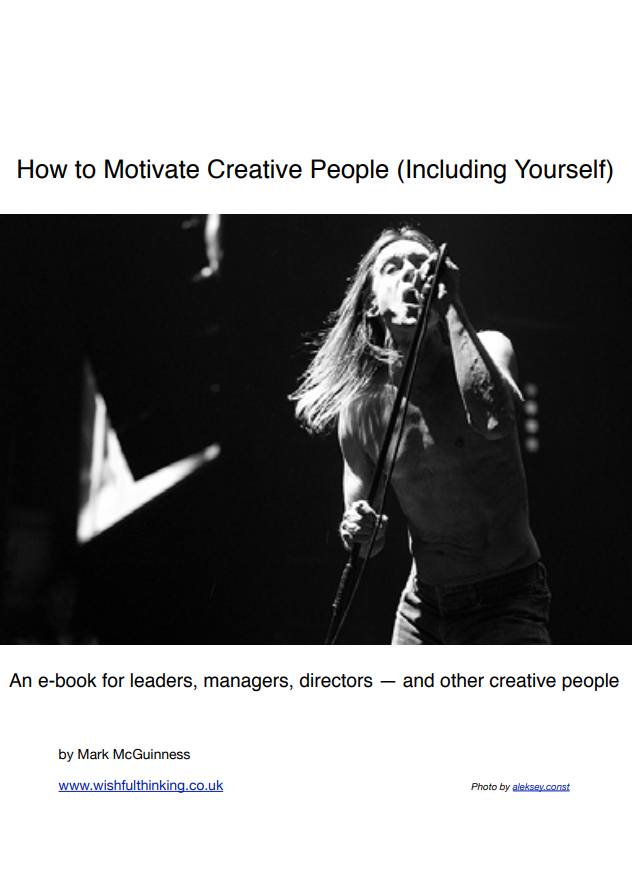 How to Motivate Creative People (Including Yourself)
An e-book for leaders, managers, directors — and other creative people
by Mark McGuinness
www.wishfulthinking.co.uk
Photo by aleksey.const